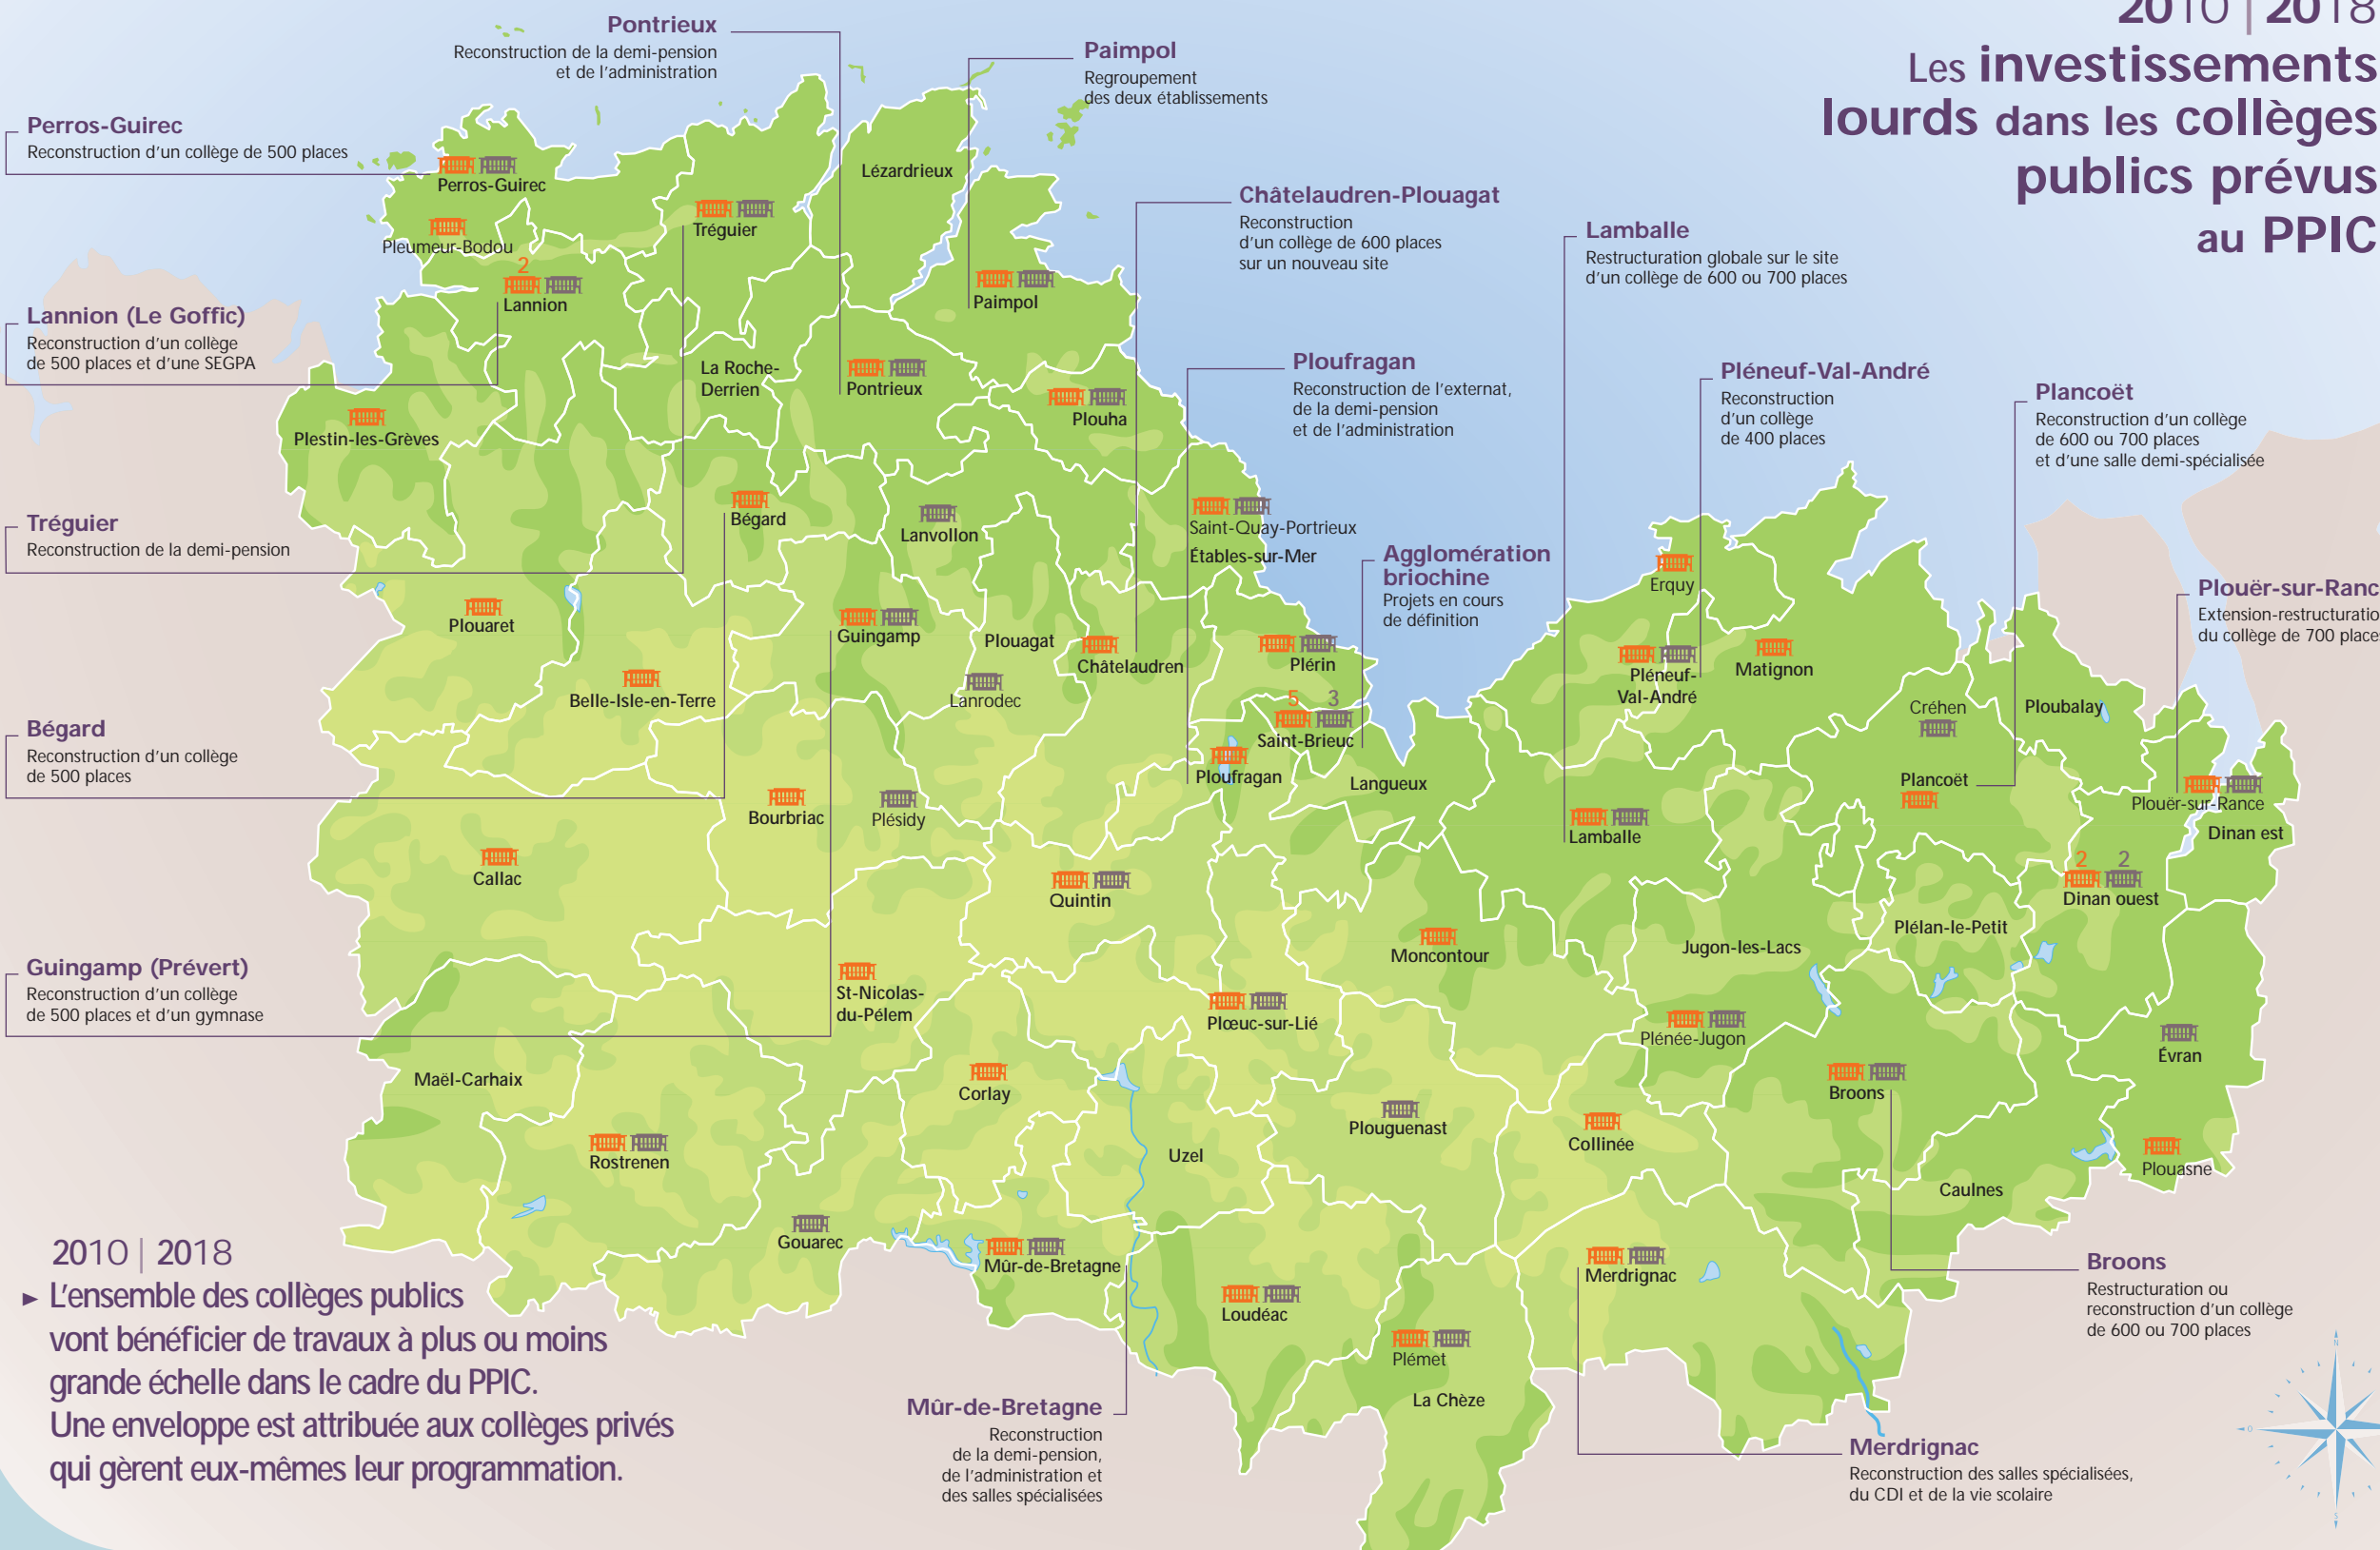 2010 | 2018
Les investissements
lourds dans les collèges
publics prévus
au PPIC
Pontrieux
Reconstruction de la demi-pension
et de l'administration
Paimpol
Regroupement
des deux établissements
Perros-Guirec
Reconstruction d'un collège de 500 places
Châtelaudren-Plouagat
Reconstruction
d'un collège de 600 places
sur un nouveau site
Lamballe
Restructuration globale sur le site
d'un collège de 600 ou 700 places
Lannion (Le Goffic)
Reconstruction d'un collège
de 500 places et d'une SEGPA
Ploufragan
Reconstruction de l'externat,
de la demi-pension
et de l'administration
Pléneuf-Val-André
Reconstruction
d'un collège
de 400 places
Plancoët
Reconstruction d'un collège
de 600 ou 700 places
et d'une salle demi-spécialisée
Tréguier
Reconstruction de la demi-pension
Agglomération
briochine
Projets en cours
de définition
Plouër-sur-Ranc
Extension-restructuratio
du collège de 700 place
Bégard
Reconstruction d'un collège
de 500 places
Guingamp (Prévert)
Reconstruction d'un collège
de 500 places et d'un gymnase
Perros-Guirec
Pleumeur-Bodou
2
Lannion
Tréguier
Lézardrieux
Paimpol
La Roche-
Derrien
Pontrieux
Plouha
Plestin-les-Grèves
Bégard
Lanvollon
Saint-Quay-Portrieux
Étables-sur-Mer
Erquy
Plouaret
Guingamp
Plouagat
Châtelaudren
Plérin
Pléneuf-
Val-André
Matignon
Belle-Isle-en-Terre
Lanrodec
5 3
Saint-Brieuc
Créhen
Ploubalay
Ploufragan
Langueux
Plancoët
Plouër-sur-Rance
Dinan est
Bourbriac
Plésidy
Lamballe
Callac
Quintin
2 2
Dinan ouest
Moncontour
Jugon-les-Lacs
Plélan-le-Petit
St-Nicolas-
du-Pélem
Plœuc-sur-Lié
Plénée-Jugon
Évran
Maël-Carhaix
Corlay
Broons
Plouguenast
Collinée
Rostrenen
Uzel
Plouasne
Caulnes
Gouarec
Mûr-de-Bretagne
Merdrignac
Loudéac
Plémet
La Chèze
2010 | 2018
► L'ensemble des collèges publics
vont bénéficier de travaux à plus ou moins
grande échelle dans le cadre du PPIC.
Une enveloppe est attribuée aux collèges privés
qui gèrent eux-mêmes leur programmation.
Broons
Restructuration ou
reconstruction d'un collège
de 600 ou 700 places
Mûr-de-Bretagne
Reconstruction
de la demi-pension,
de l'administration et
des salles spécialisées
Merdrignac
Reconstruction des salles spécialisées,
du CDI et de la vie scolaire
N
O
S